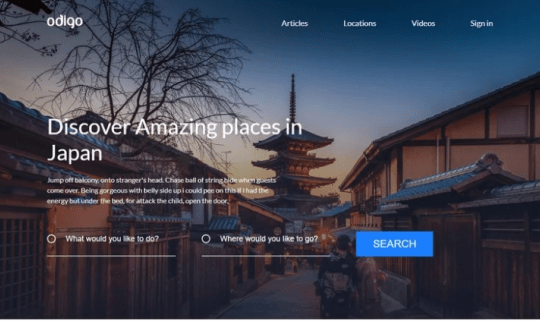 odigo
Articles
Locations
Videos
Sign in
Discover Amazing places in
Japan
Jump off balcony, onto stranger's head. Chase ball of string hide when guests
come over. Being gorgeous with belly side up i could pee on this if i had the
energy but under the bed, for attack the child, open the door,
What would you like to do?
Where would you like to go?
SEARCH